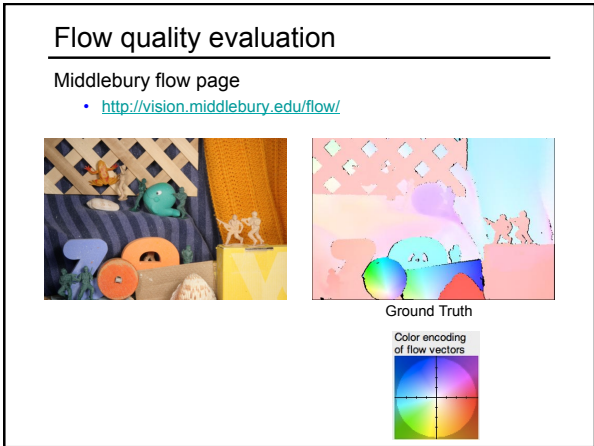 Flow quality evaluation
Middlebury flow page
• http://vision.middlebury.edu/flow/
Ground Truth
Color encoding
of flow vectors